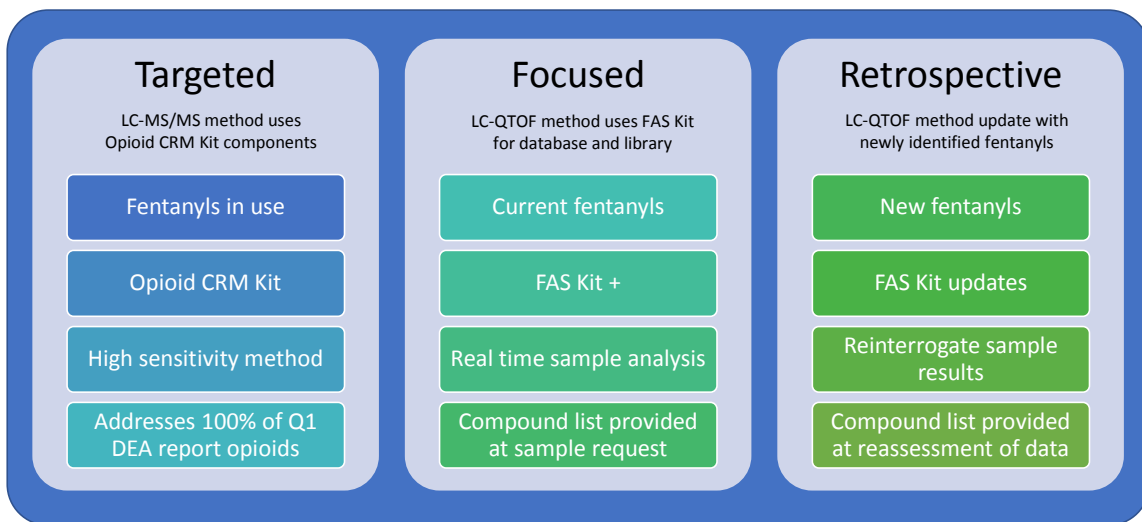 Targeted
LC-MS/MS method uses
Opioid CRM Kit components
Fentanyls in use
Opioid CRM Kit
High sensitivity method
Addresses 100% of Q1
DEA report opioids
Focused
LC-QTOF method uses FAS Kit
for database and library
Current fentanyls
FAS Kit +
Real time sample analysis
Compound list provided
at sample request
Retrospective
LC-QTOF method update with
newly identified fentanyls
New fentanyls
FAS Kit updates
Reinterrogate sample
results
Compound list provided
at reassessment of data